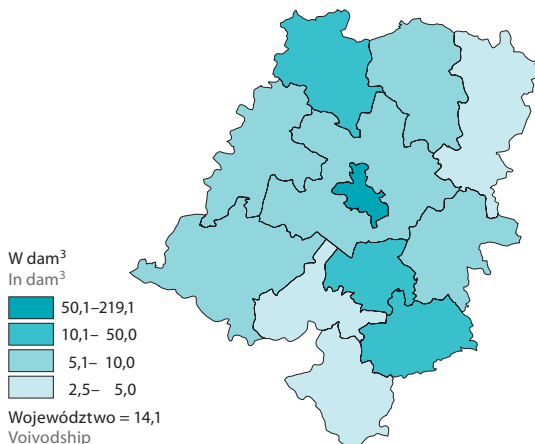 W dam³
In dam³
50,1–219,1
10,1– 50,0
5,1– 10,0
2,5– 5,0
Województwo = 14,1
Voivodship